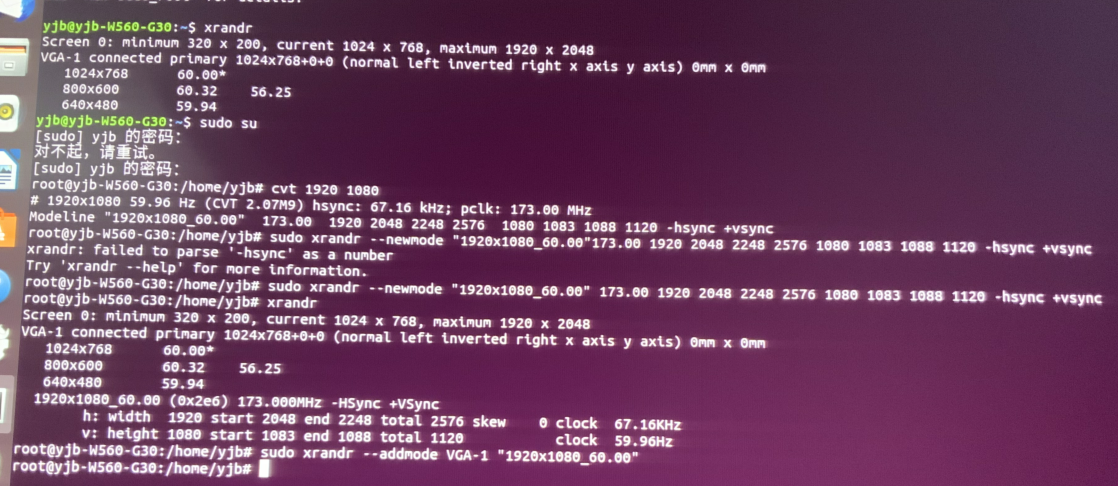 yjb@yjb-W560-G30:~$ xrandr
Screen 0: minimum 320 x 200, current 1024 x 768, maximum 1920 x 2048
VGA-1 connected primary 1024x768+0+0 (normal left inverted right x axis y axis) 0mm x 0mm
1024x768 60.00*
800x600 60.32 56.25
640x480 59.94
yjb@yjb-W560-G30:~$ sudo su
[sudo] yjb 的密码：
对不起，请重试。
[sudo] yjb 的密码：
root@yjb-W560-G30:/home/yjb# cvt 1920 1080
# 1920x1080 59.96 Hz (CVT 2.07M9) hsync: 67.16 kHz; pclk: 173.00 MHz
Modeline "1920x1080_60.00" 173.00 1920 2048 2248 2576 1080 1083 1088 1120 -hsync +vsync
root@yjb-W560-G30:/home/yjb# sudo xrandr --newmode "1920x1080_60.00"173.00 1920 2048 2248 2576 1080 1083 1088 1120 -hsync +vsync
xrandr: failed to parse '-hsync' as a number
Try 'xrandr --help' for more information.
root@yjb-W560-G30:/home/yjb# sudo xrandr --newmode "1920x1080_60.00" 173.00 1920 2048 2248 2576 1080 1083 1088 1120 -hsync +vsync
root@yjb-W560-G30:/home/yjb# xrandr
Screen 0: minimum 320 x 200, current 1024 x 768, maximum 1920 x 2048
VGA-1 connected primary 1024x768+0+0 (normal left inverted right x axis y axis) 0mm x 0mm
1024x768 60.00*
800x600 60.32 56.25
640x480 59.94
1920x1080_60.00 (0x2e6) 173.000MHz -HSync +VSync
h: width 1920 start 2048 end 2248 total 2576 skew 0 clock 67.16KHz
v: height 1080 start 1083 end 1088 total 1120 clock 59.96Hz
root@yjb-W560-G30:/home/yjb# sudo xrandr --addmode VGA-1 "1920x1080_60.00"
root@yjb-W560-G30:/home/yjb#